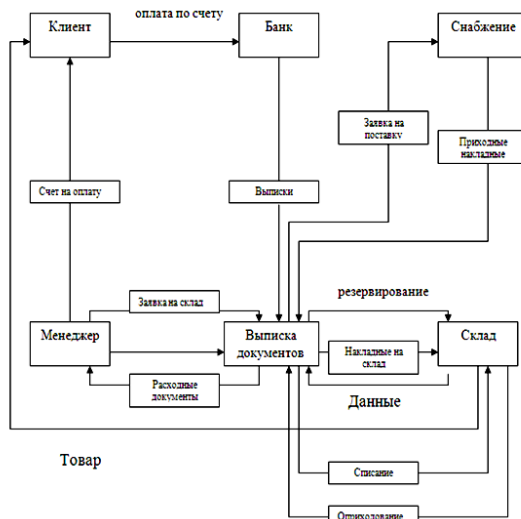 оплата по счету
Клиент
Банк
Снабжение
Заявка на
поставку
Приходные
накладные
Счет на оплату
Выписки
Заявка на склад
резервирование
Менеджер
Выписка
документов
Накладные на
склад
Склад
Расходные
документы
Данные
Товар
Списание
Оприходование